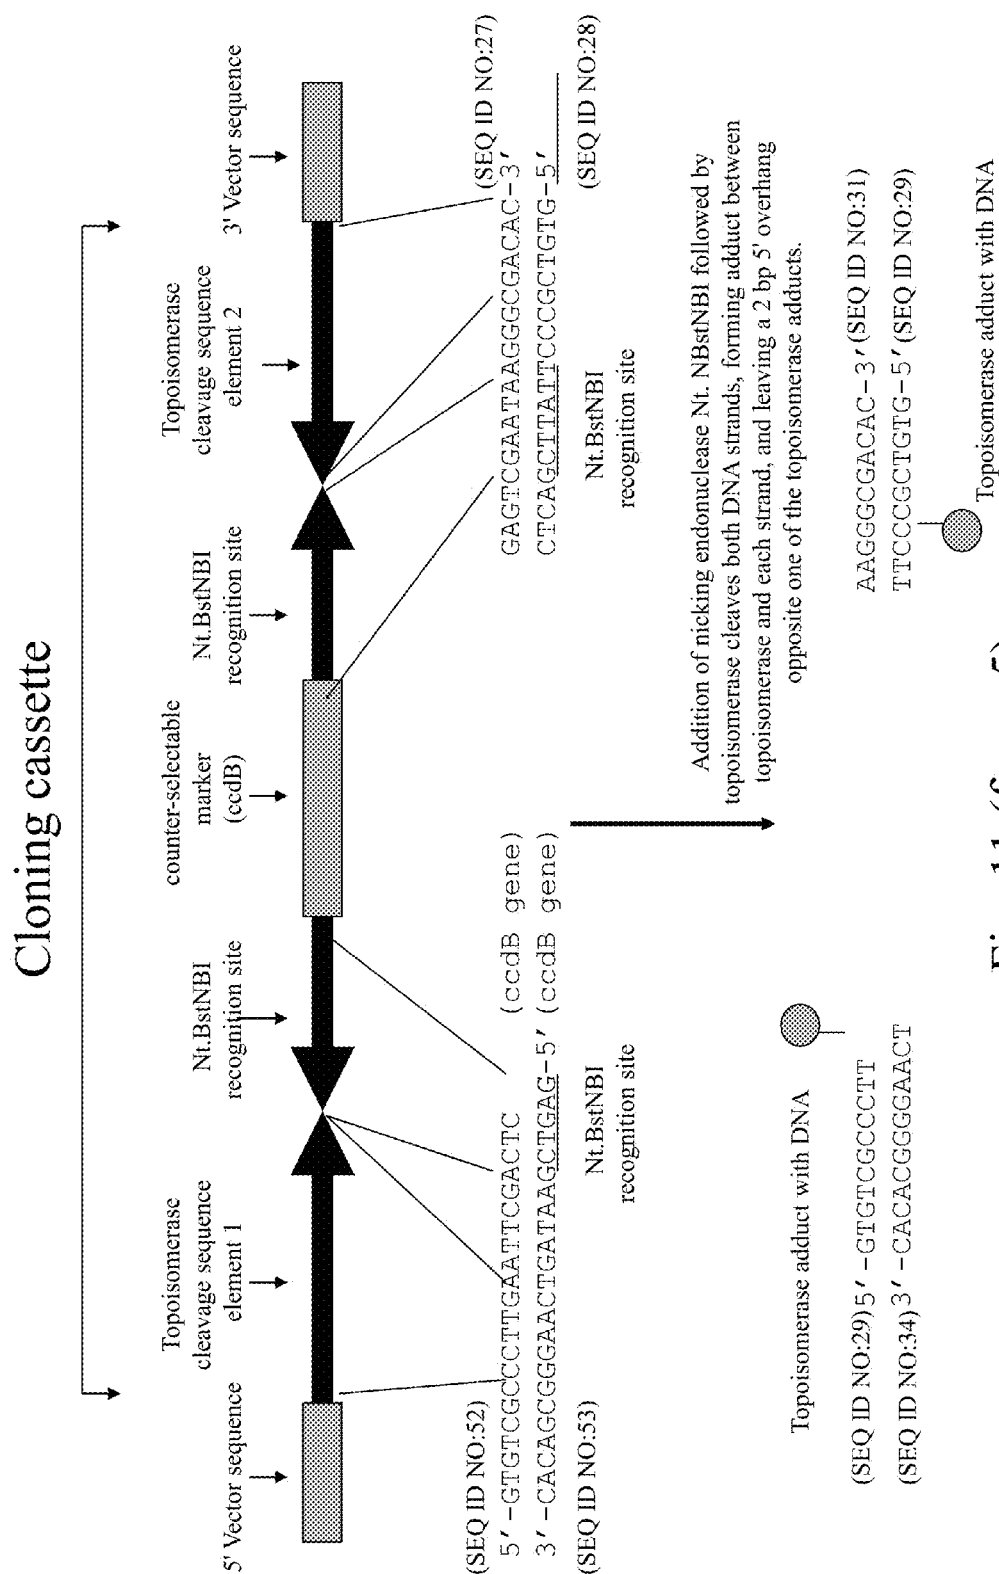 Cloning cassette
5' Vector sequence
Topoisomerase
cleavage sequence
element 1
Nt.BstNBI
recognition site
counter-selectable
marker
(ccdB)
Nt.BstNBI
recognition site
Topoisomerase
cleavage sequence
element 2
3' Vector sequence
(SEQ ID NO:52)
5'-GTGTCGCCCTTGAATTCGACTC (ccdB gene)
3'-CACAGCGGGAACTGATAAGCTGAG-5' (ccdB gene)
(SEQ ID NO:53)
Nt.BstNBI
recognition site
(SEQ ID NO:27)
GAGTCGAATAAGGGCGACAC-3'
CTCAGCTTATTCCCGCTGTG-5'
(SEQ ID NO:28)
Nt.BstNBI
recognition site
Addition of nicking endonuclease Nt. NBstNBI followed by
topoisomerase cleaves both DNA strands, forming adduct between
topoisomerase and each strand, and leaving a 2 bp 5' overhang
opposite one of the topoisomerase adducts.
Topoisomerase adduct with DNA
(SEQ ID NO:29)5'-GTGTCGCCCTT
(SEQ ID NO:34)3'-CACACGGGGAACT
AAGGGCGACAC-3'(SEQ ID NO:31)
TTCCCGCTGTG-5'(SEQ ID NO:29)
Topoisomerase adduct with DNA